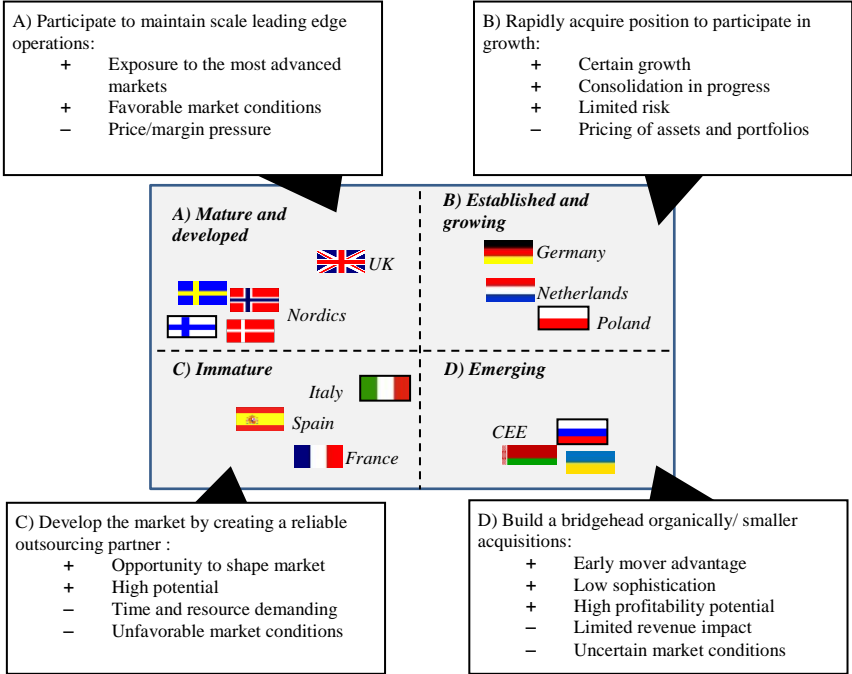 A) Participate to maintain scale leading edge
operations:
+ Exposure to the most advanced
markets
+ Favorable market conditions
− Price/margin pressure
B) Rapidly acquire position to participate in
growth:
+ Certain growth
+ Consolidation in progress
+ Limited risk
− Pricing of assets and portfolios
A) Mature and
developed
UK
Nordics
B) Established and
growing
Germany
Netherlands
Poland
C) Immature
Italy
Spain
France
D) Emerging
CEE
C) Develop the market by creating a reliable
outsourcing partner :
+ Opportunity to shape market
+ High potential
− Time and resource demanding
− Unfavorable market conditions
D) Build a bridgehead organically/ smaller
acquisitions:
+ Early mover advantage
+ Low sophistication
+ High profitability potential
− Limited revenue impact
− Uncertain market conditions